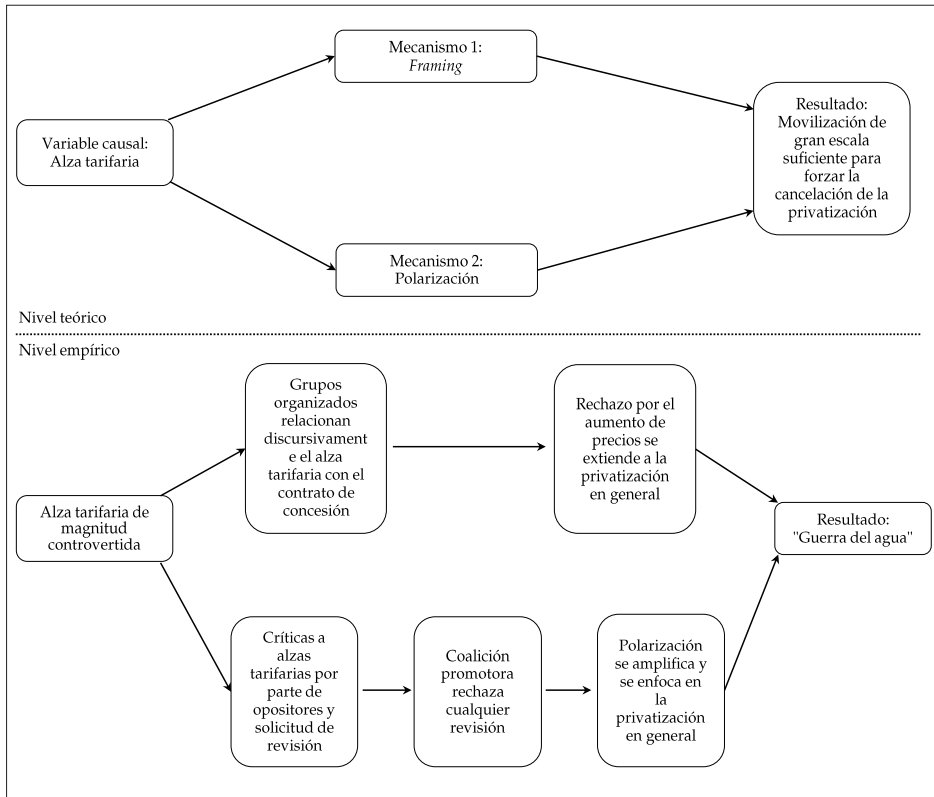 Mecanismo 1:
Framing
Variable causal:
Alza tarifaria
Resultado:
Movilización de
gran escala
suficiente para
forzar la
cancelación de la
privatización
Mecanismo 2:
Polarización
Nivel teórico
Nivel empírico
Grupos
organizados
relacionan
discursivament
e el alza
tarifaria con el
contrato de
concesión
Rechazo por el
aumento de
precios se
extiende a la
privatización
en general
Alza tarifaria de
magnitud
controvertida
Resultado:
"Guerra del agua"
Críticas a
alzas
tarifarias por
parte de
opositores y
solicitud de
revisión
Coalición
promotora
rechaza
cualquier
revisión
Polarización
se amplifica y
se enfoca en
la
privatización
en general